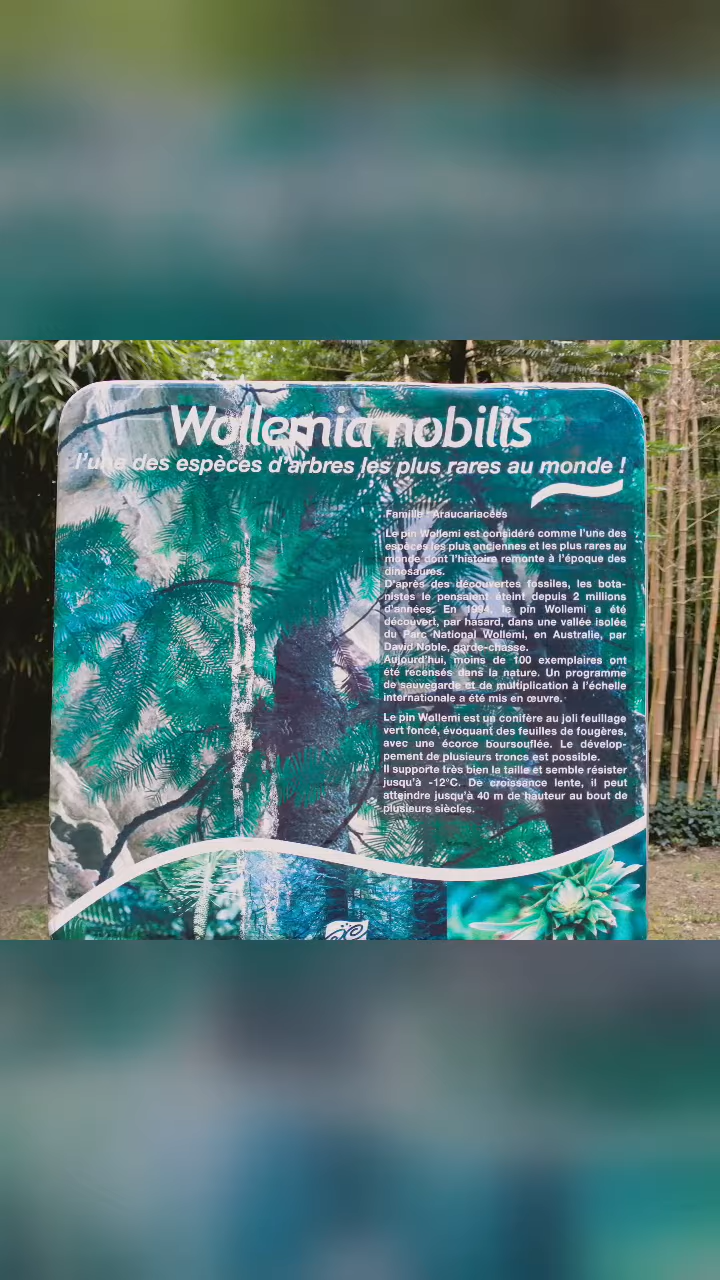 Wollemia nobilis
l'une des espèces d'arbres les plus rares au monde !
Famille : Araucariacées
Le pin Wollemi est considéré comme l'une des
espèces les plus anciennes et les plus rares au
monde dont l'histoire remonte à l'époque des
dinosaures.
D'après des découvertes fossiles, les bota-
nistes le pensaient éteint depuis 2 millions
d'années. En 1994, le pin Wollemi a été
découvert, par hasard, dans une vallée isolée
du Parc National Wollemi, en Australie, par
David Noble, garde-chasse.
Aujourd'hui, moins de 100 exemplaires ont
été recensés dans la nature. Un programme
de sauvegarde et de multiplication à l'échelle
internationale a été mis en œuvre.
Le pin Wollemi est un conifère au joli feuillage
vert foncé, évoquant des feuilles de fougères,
avec une écorce boursouflée. Le dévelop-
pement de plusieurs troncs est possible.
Il supporte très bien la taille et semble résister
jusqu'à -12°C. De croissance lente, il peut
atteindre jusqu'à 40 m de hauteur au bout de
plusieurs siècles.